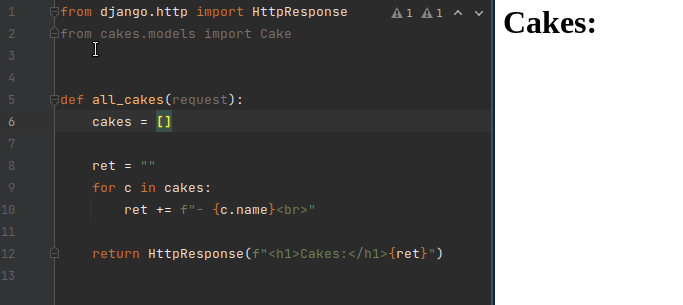 1 from django.http import HttpResponse ⚠1 ⚠1
2 from cakes.models import Cake
3
4
5 def all_cakes(request):
6     cakes = []
7
8     ret = ""
9     for c in cakes:
10         ret += f"- {c.name}<br>"
11
12     return HttpResponse(f"<h1>Cakes:</h1>{ret}")
13
Cakes: